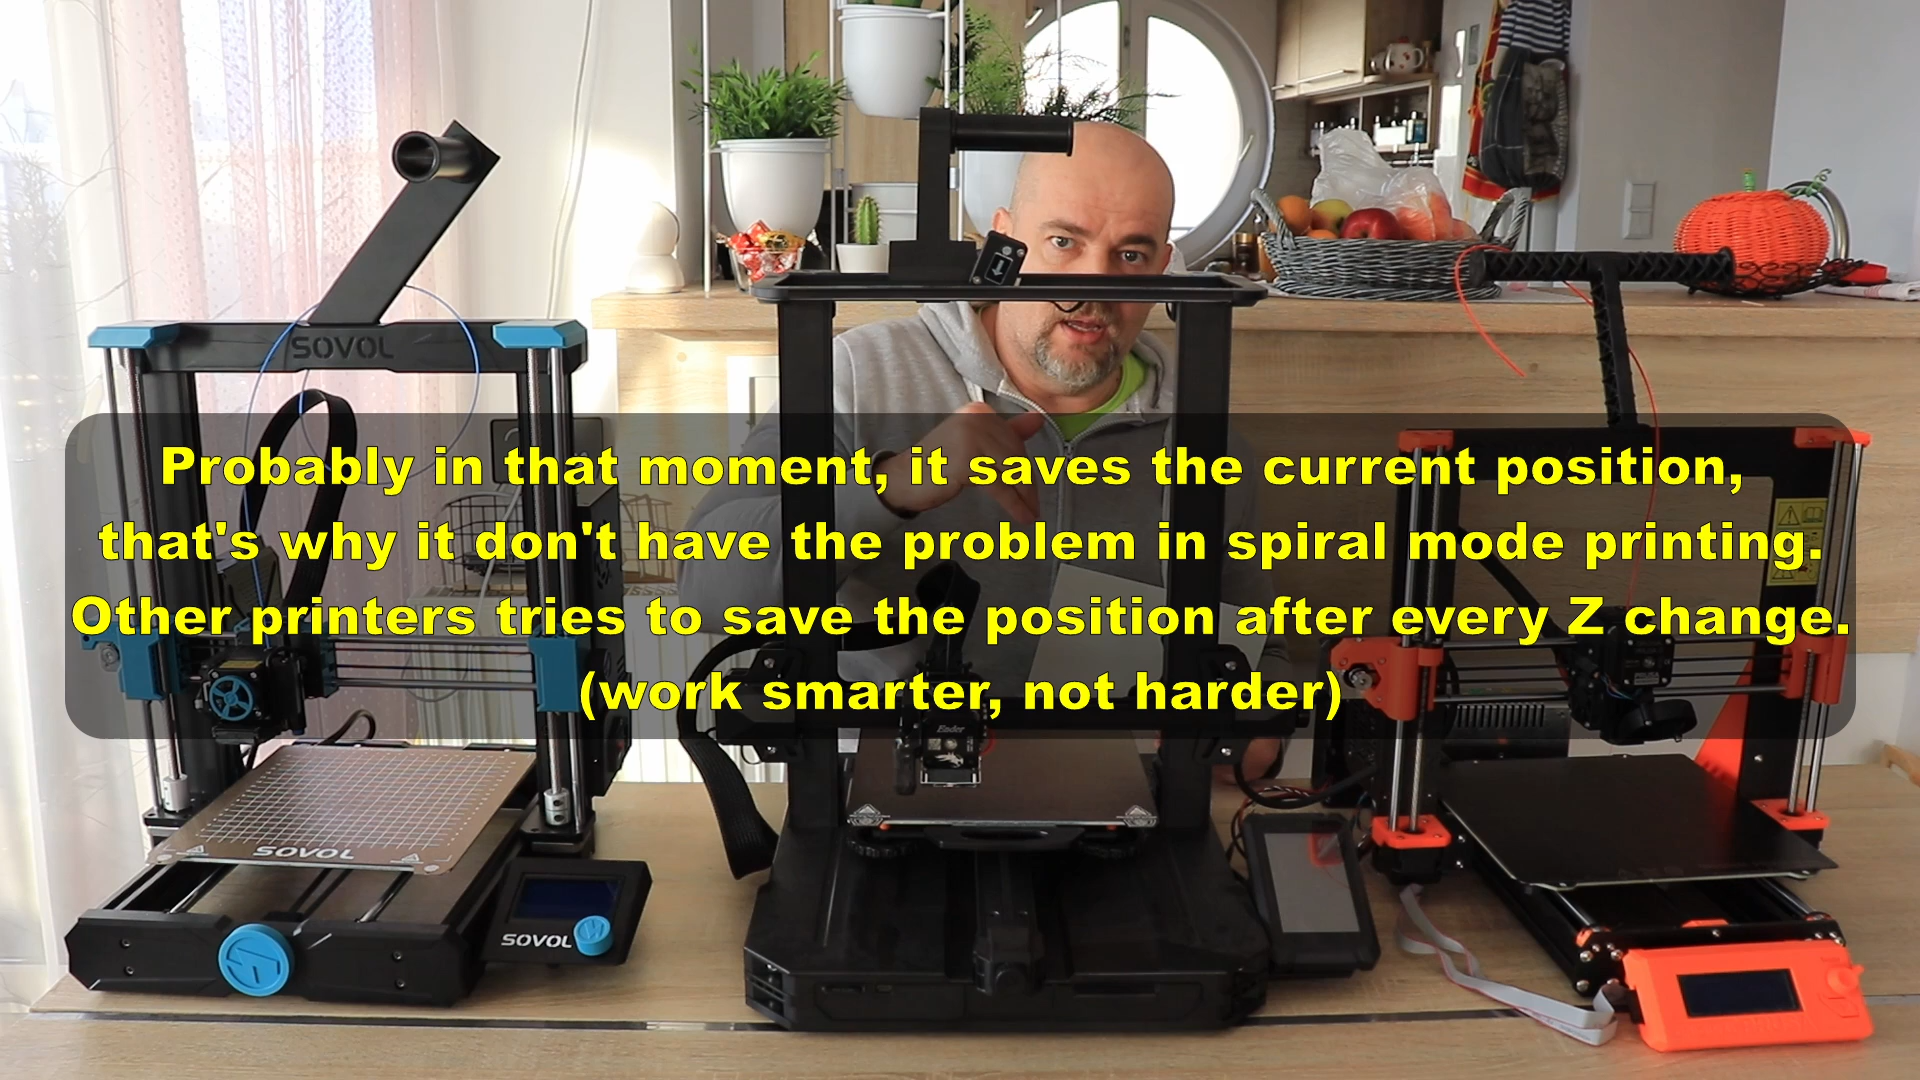 SOVOL
Probably in that moment, it saves the current position,
that's why it don't have the problem in spiral mode printing.
Other printers tries to save the position after every Z change.
(work smarter, not harder)
Ender
SOVOL
SOVOL